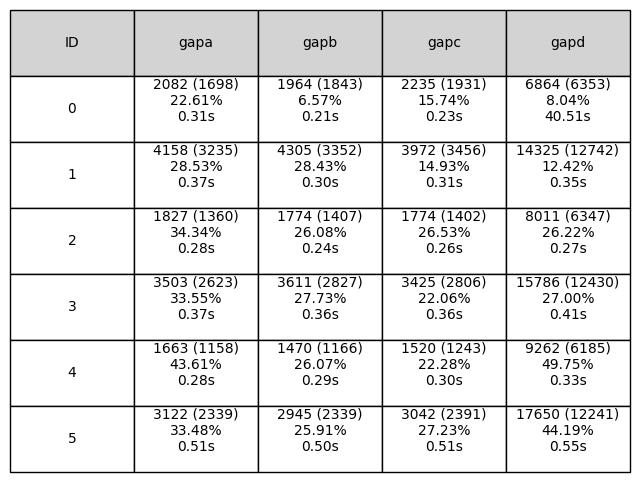 ID gapa gapb gapc gapd
2082 (1698) 1964 (1843) 2235 (1931) 6864 (6353)
0 22.61% 6.57% 15.74% 8.04%
0.31s 0.21s 0.23s 40.51s
4158 (3235) 4305 (3352) 3972 (3456) 14325 (12742)
1 28.53% 28.43% 14.93% 12.42%
0.37s 0.30s 0.31s 0.35s
1827 (1360) 1774 (1407) 1774 (1402) 8011 (6347)
2 34.34% 26.08% 26.53% 26.22%
0.28s 0.24s 0.26s 0.27s
3503 (2623) 3611 (2827) 3425 (2806) 15786 (12430)
3 33.55% 27.73% 22.06% 27.00%
0.37s 0.36s 0.36s 0.41s
1663 (1158) 1470 (1166) 1520 (1243) 9262 (6185)
4 43.61% 26.07% 22.28% 49.75%
0.28s 0.29s 0.30s 0.33s
3122 (2339) 2945 (2339) 3042 (2391) 17650 (12241)
5 33.48% 25.91% 27.23% 44.19%
0.51s 0.50s 0.51s 0.55s